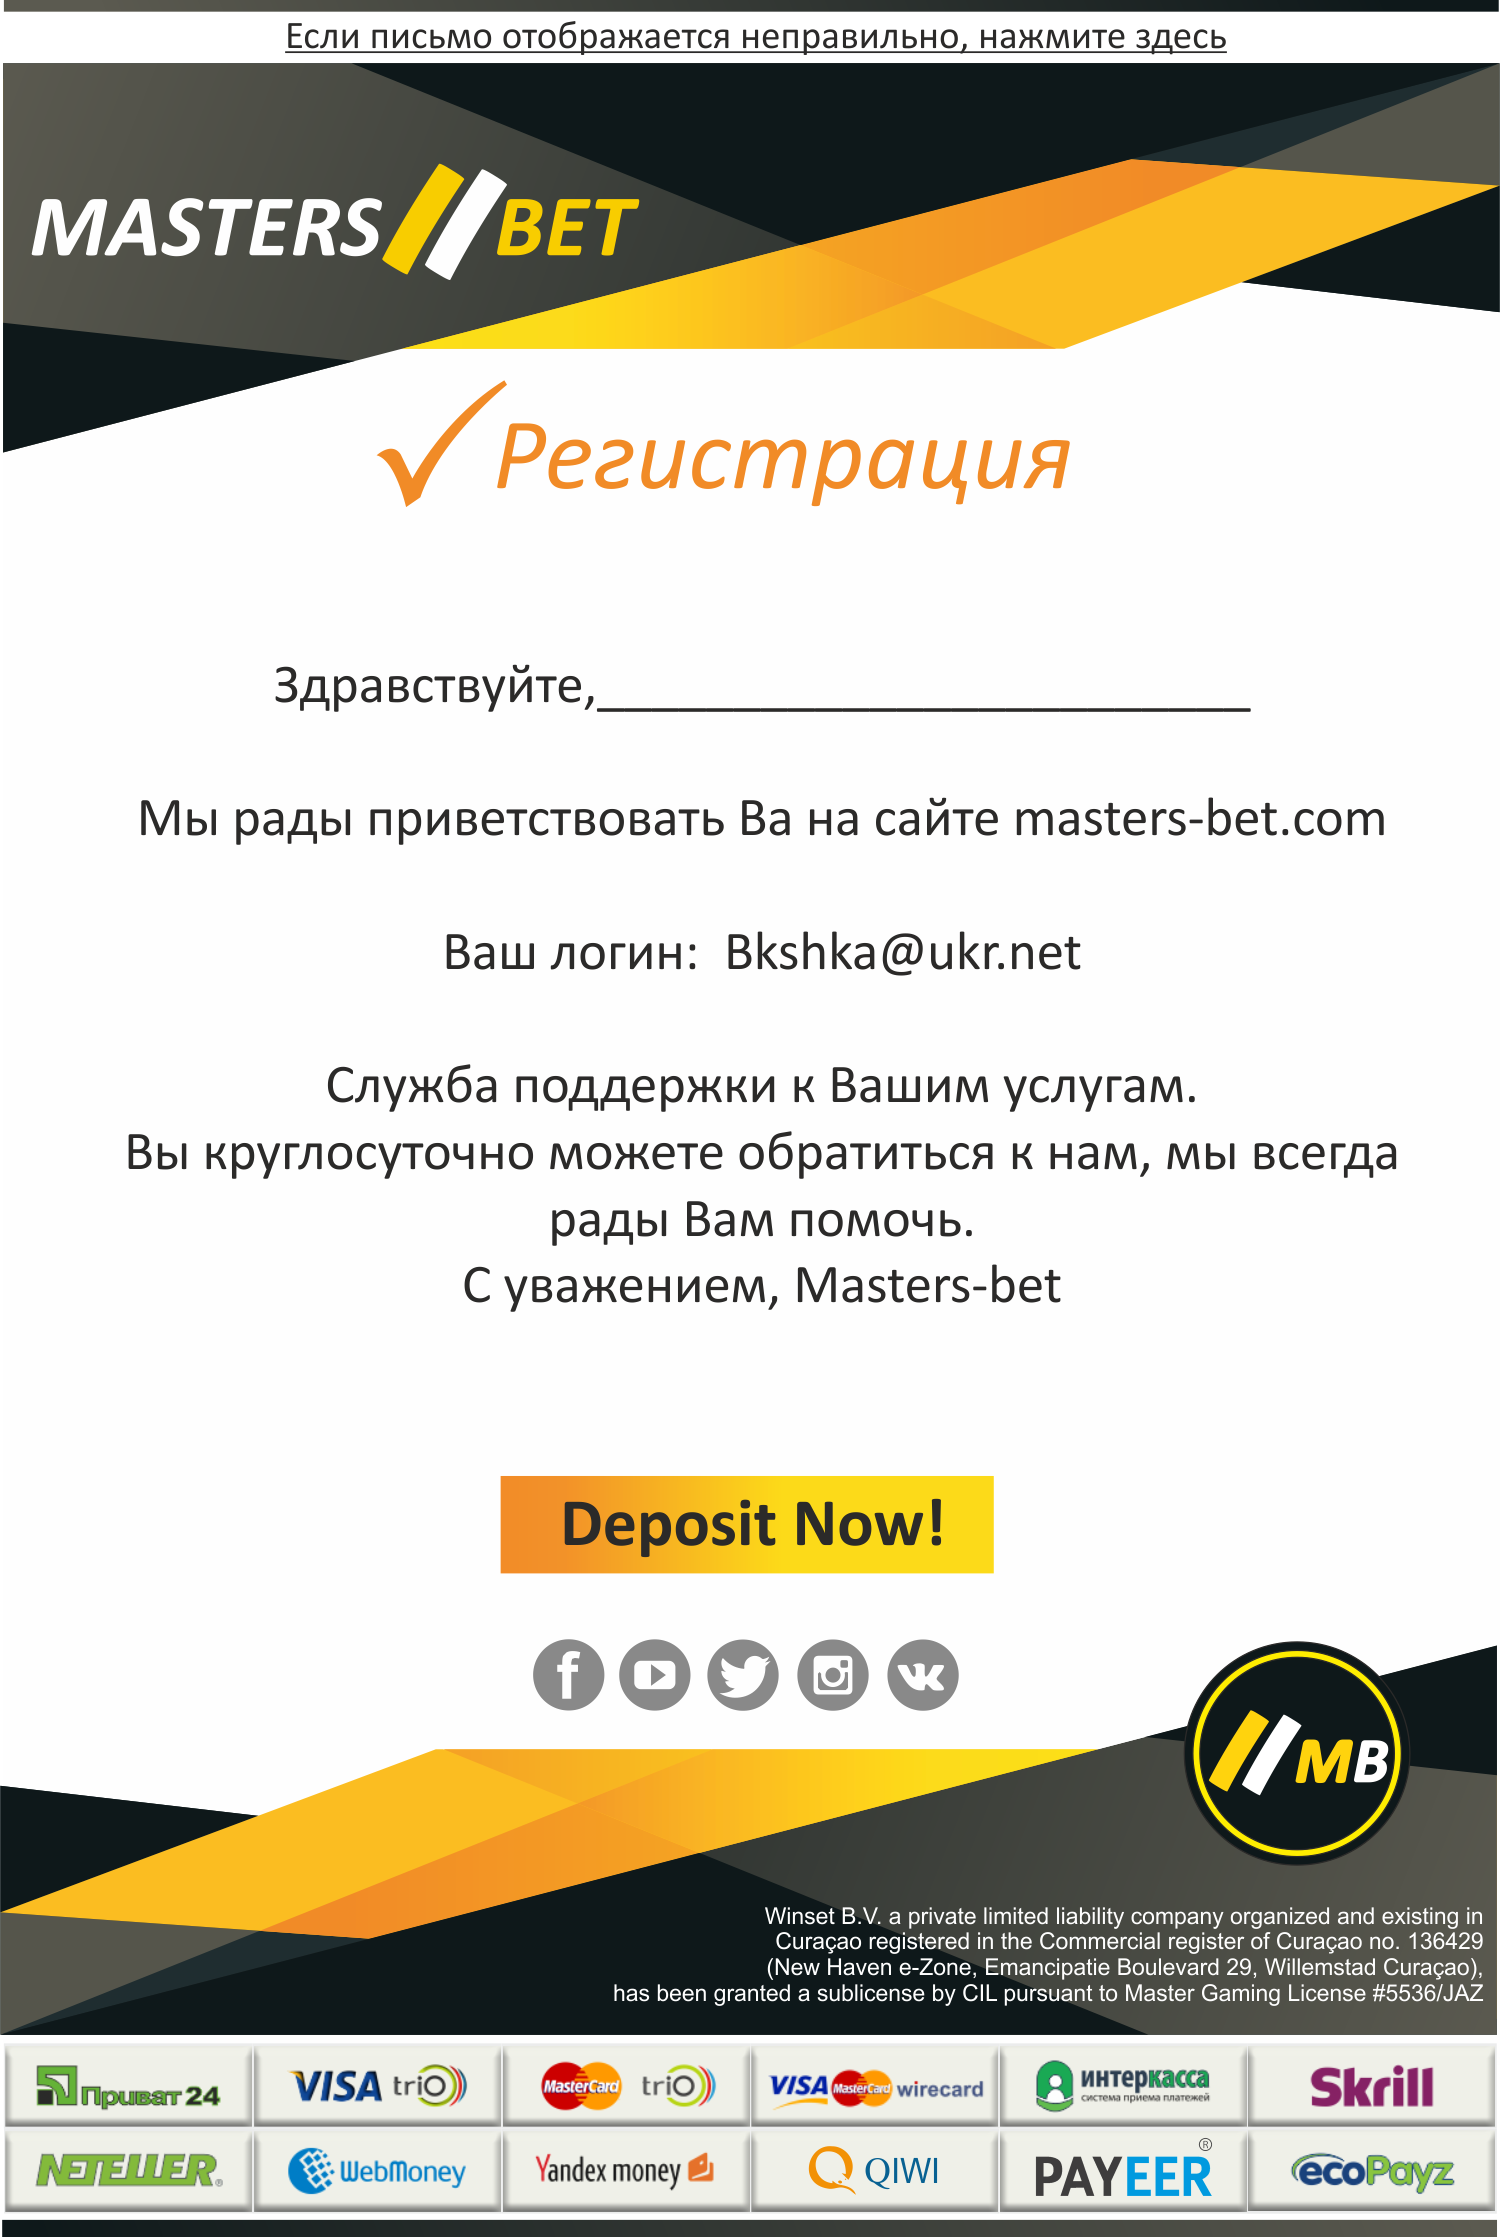 Если письмо отображается неправильно, нажмите здесь
MASTERS BET
Регистрация
Здравствуйте,________________________
Мы рады приветствовать Ва на сайте masters-bet.com
Ваш логин: Bkshka@ukr.net
Служба поддержки к Вашим услугам.
Вы круглосуточно можете обратиться к нам, мы всегда
рады Вам помочь.
С уважением, Masters-bet
Deposit Now!
MB
Winset B.V. a private limited liability company organized and existing in
Curaçao registered in the Commercial register of Curaçao no. 136429
(New Haven e-Zone, Emancipatie Boulevard 29, Willemstad Curaçao),
has been granted a sublicense by CIL pursuant to Master Gaming License #5536/JAZ
Приват 24
VISA trio
MasterCard trio
VISA MasterCard wirecard
интеркасса
система приема платежей
Skrill
NETELLER®
WebMoney
Yandex money
QIWI
PAYEER®
ecoPayz